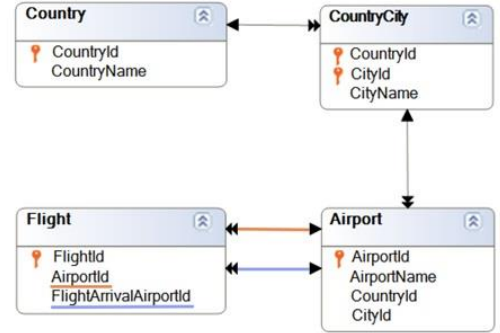 Country
CountryId
CountryName
CountryCity
CountryId
CityId
CityName
Flight
FlightId
AirportId
FlightArrivalAirportId
Airport
AirportId
AirportName
CountryId
CityId